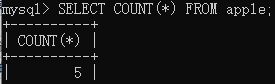 mysql> SELECT COUNT(*) FROM apple;
+----------+
| COUNT(*) |
+----------+
|        5 |